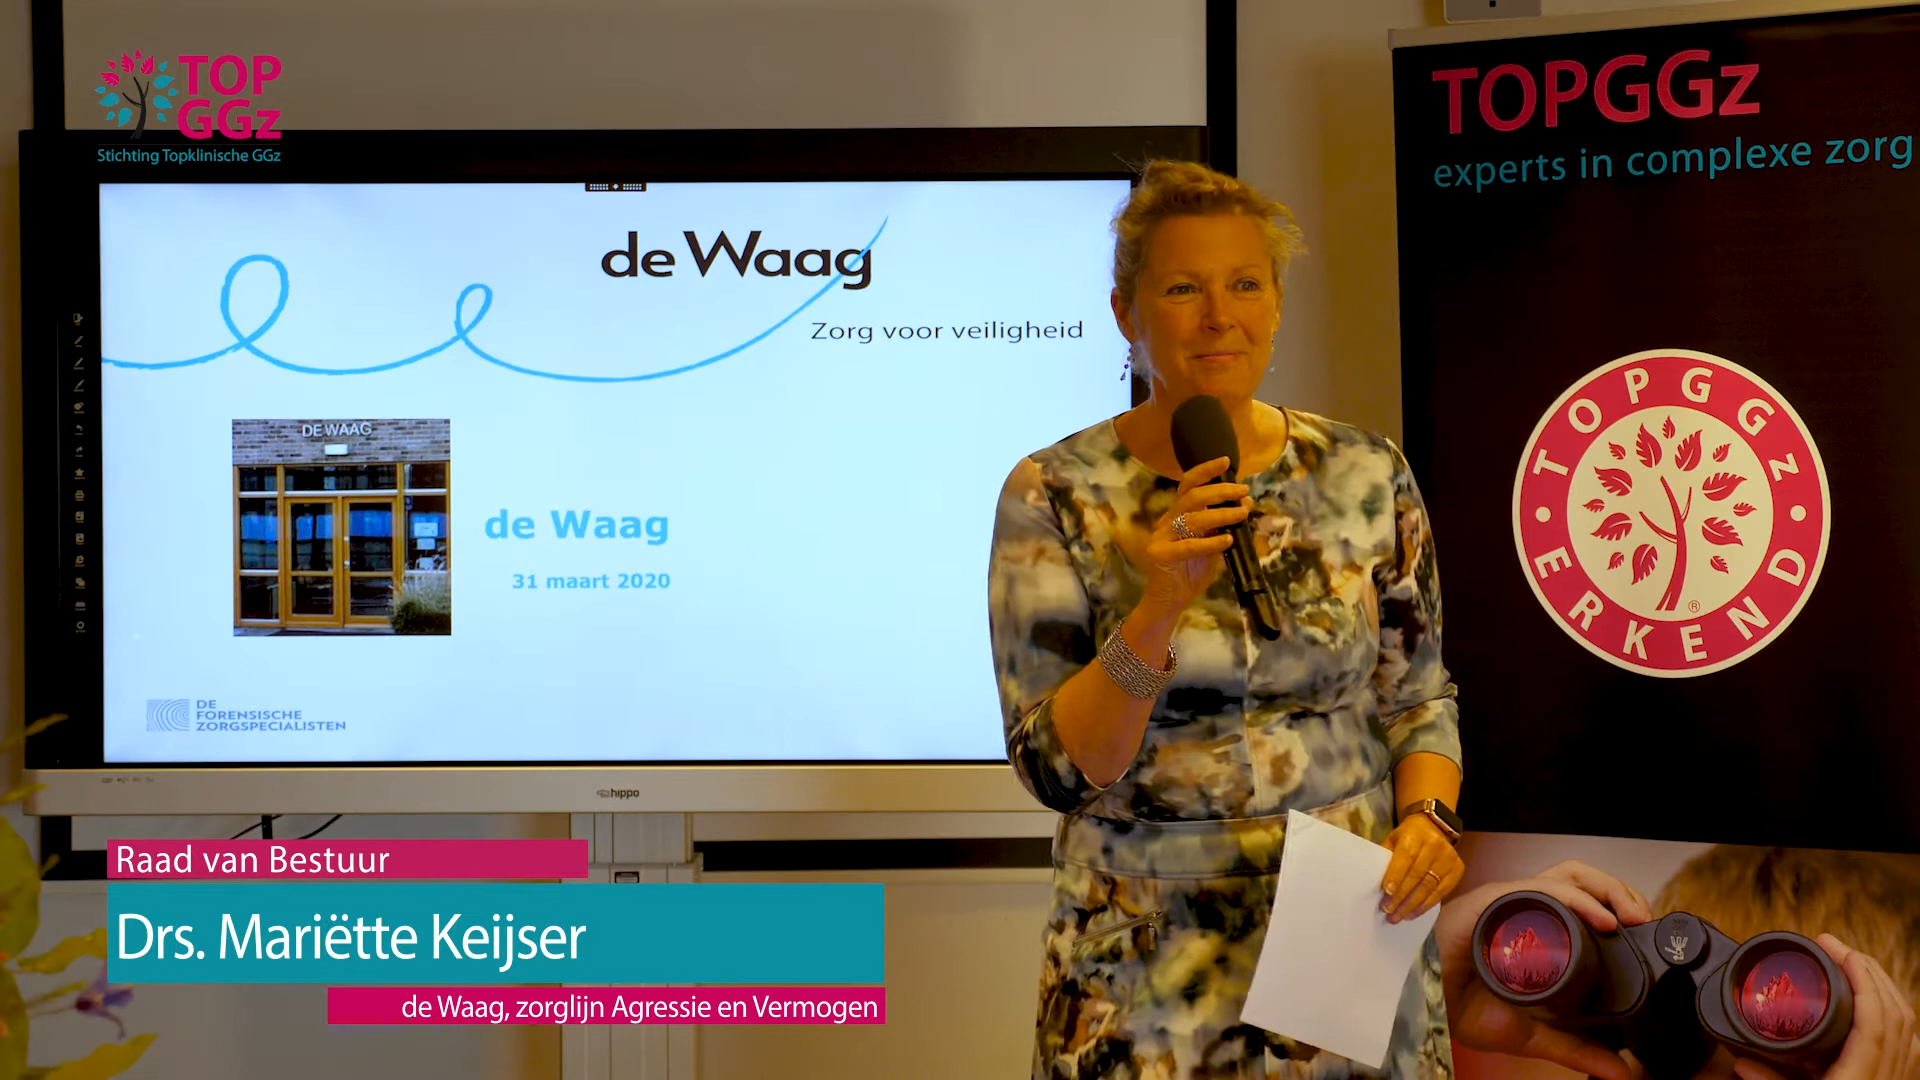 TOP
GGz
Stichting Topklinische GGz
TOPGGz
experts in complexe zorg
de Waag
Zorg voor veiligheid
DE WAAG
de Waag
31 maart 2020
DE
FORENSISCHE
ZORGSPECIALISTEN
hippo
TOPGGz
ERKEND
®
Raad van Bestuur
Drs. Mariëtte Keijser
de Waag, zorglijn Agressie en Vermogen